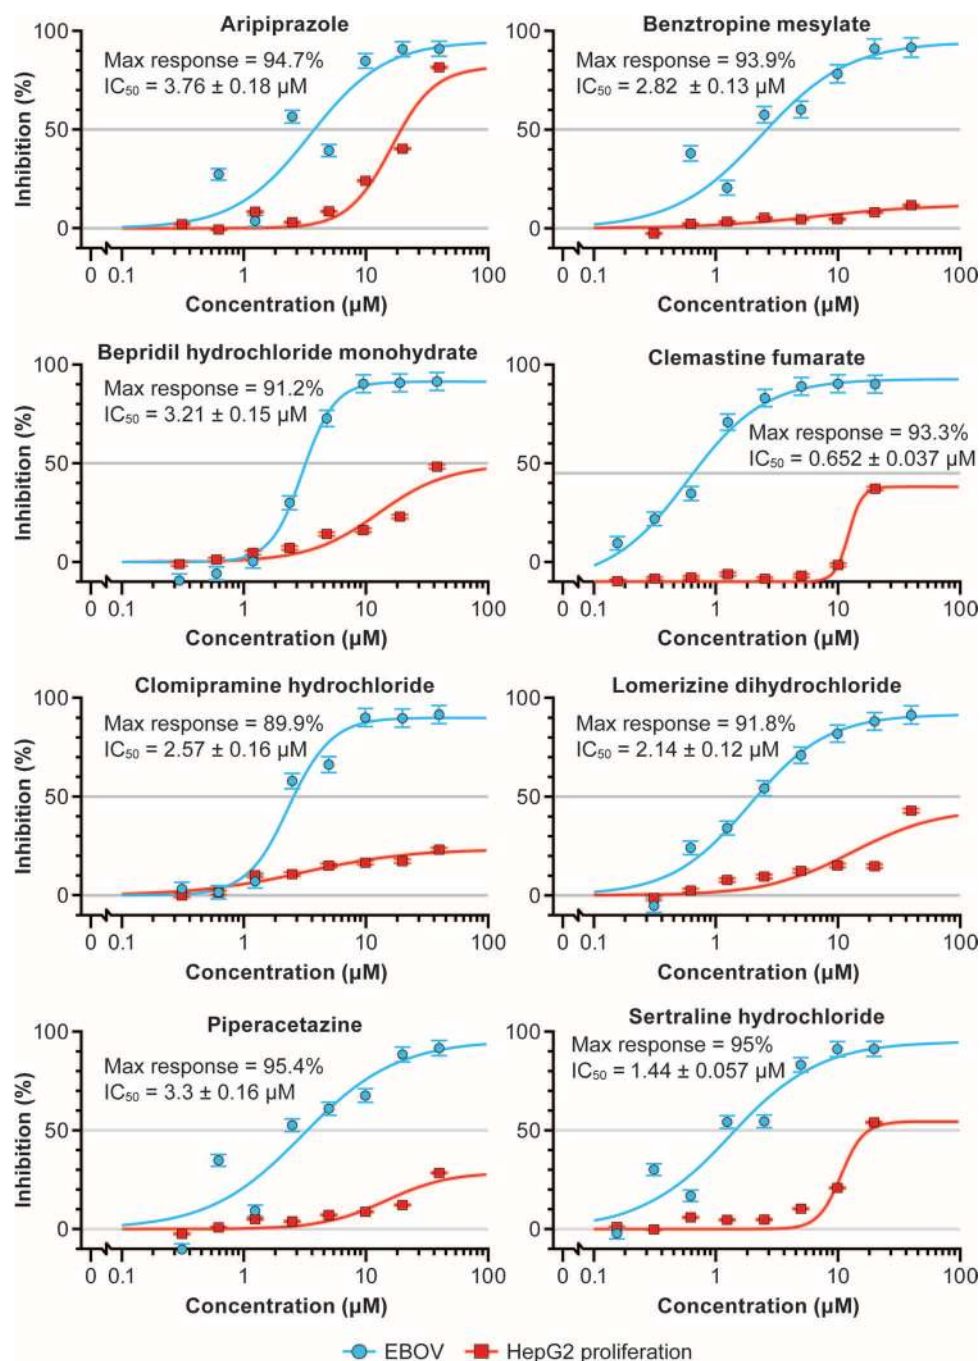 Aripiprazole
Max response = 94.7%
IC50 = 3.76 ± 0.18 µM
Inhibition (%)
100
50
0
0 0.1 1 10 100
Concentration (µM)
Benztropine mesylate
Max response = 93.9%
IC50 = 2.82 ± 0.13 µM
100
50
0
0 0.1 1 10 100
Concentration (µM)
Bepridil hydrochloride monohydrate
Max response = 91.2%
IC50 = 3.21 ± 0.15 µM
Inhibition (%)
100
50
0
0 0.1 1 10 100
Concentration (µM)
Clemastine fumarate
Max response = 93.3%
IC50 = 0.652 ± 0.037 µM
100
50
0
0 0.1 1 10 100
Concentration (µM)
Clomipramine hydrochloride
Max response = 89.9%
IC50 = 2.57 ± 0.16 µM
Inhibition (%)
100
50
0
0 0.1 1 10 100
Concentration (µM)
Lomerizine dihydrochloride
Max response = 91.8%
IC50 = 2.14 ± 0.12 µM
100
50
0
0 0.1 1 10 100
Concentration (µM)
Piperacetazine
Max response = 95.4%
IC50 = 3.3 ± 0.16 µM
Inhibition (%)
100
50
0
0 0.1 1 10 100
Concentration (µM)
Sertraline hydrochloride
Max response = 95%
IC50 = 1.44 ± 0.057 µM
100
50
0
0 0.1 1 10 100
Concentration (µM)
EBOV HepG2 proliferation